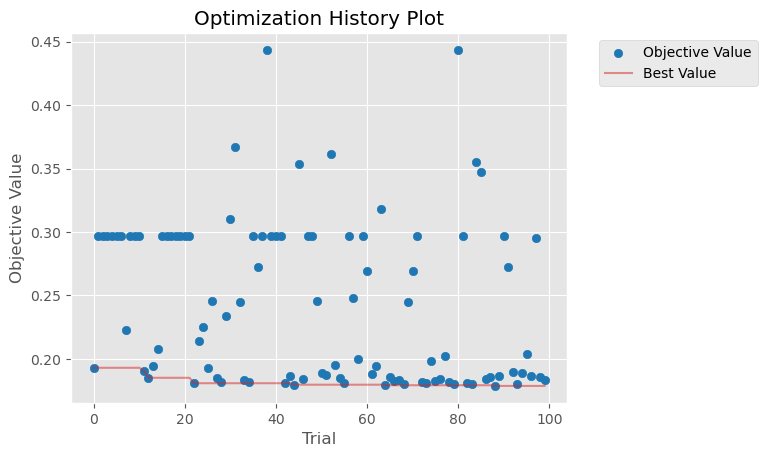 Optimization History Plot
Objective Value
Best Value
0.45
0.40
0.35
0.30
0.25
0.20
Objective Value
0
20
40
60
80
100
Trial